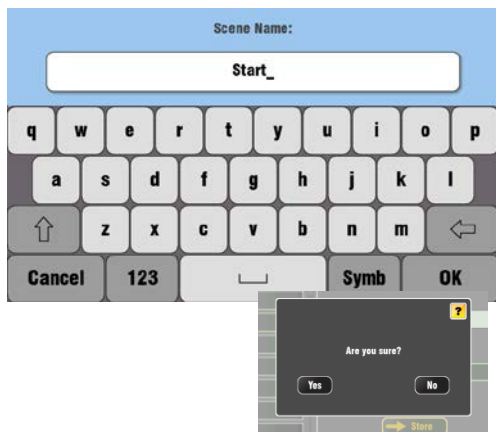 Scene Name:
Start_
q w e r t y u i o p
a s d f g h j k l
z x c v b n m
Cancel 123 Symb OK
?
Are you sure?
Yes No
Store